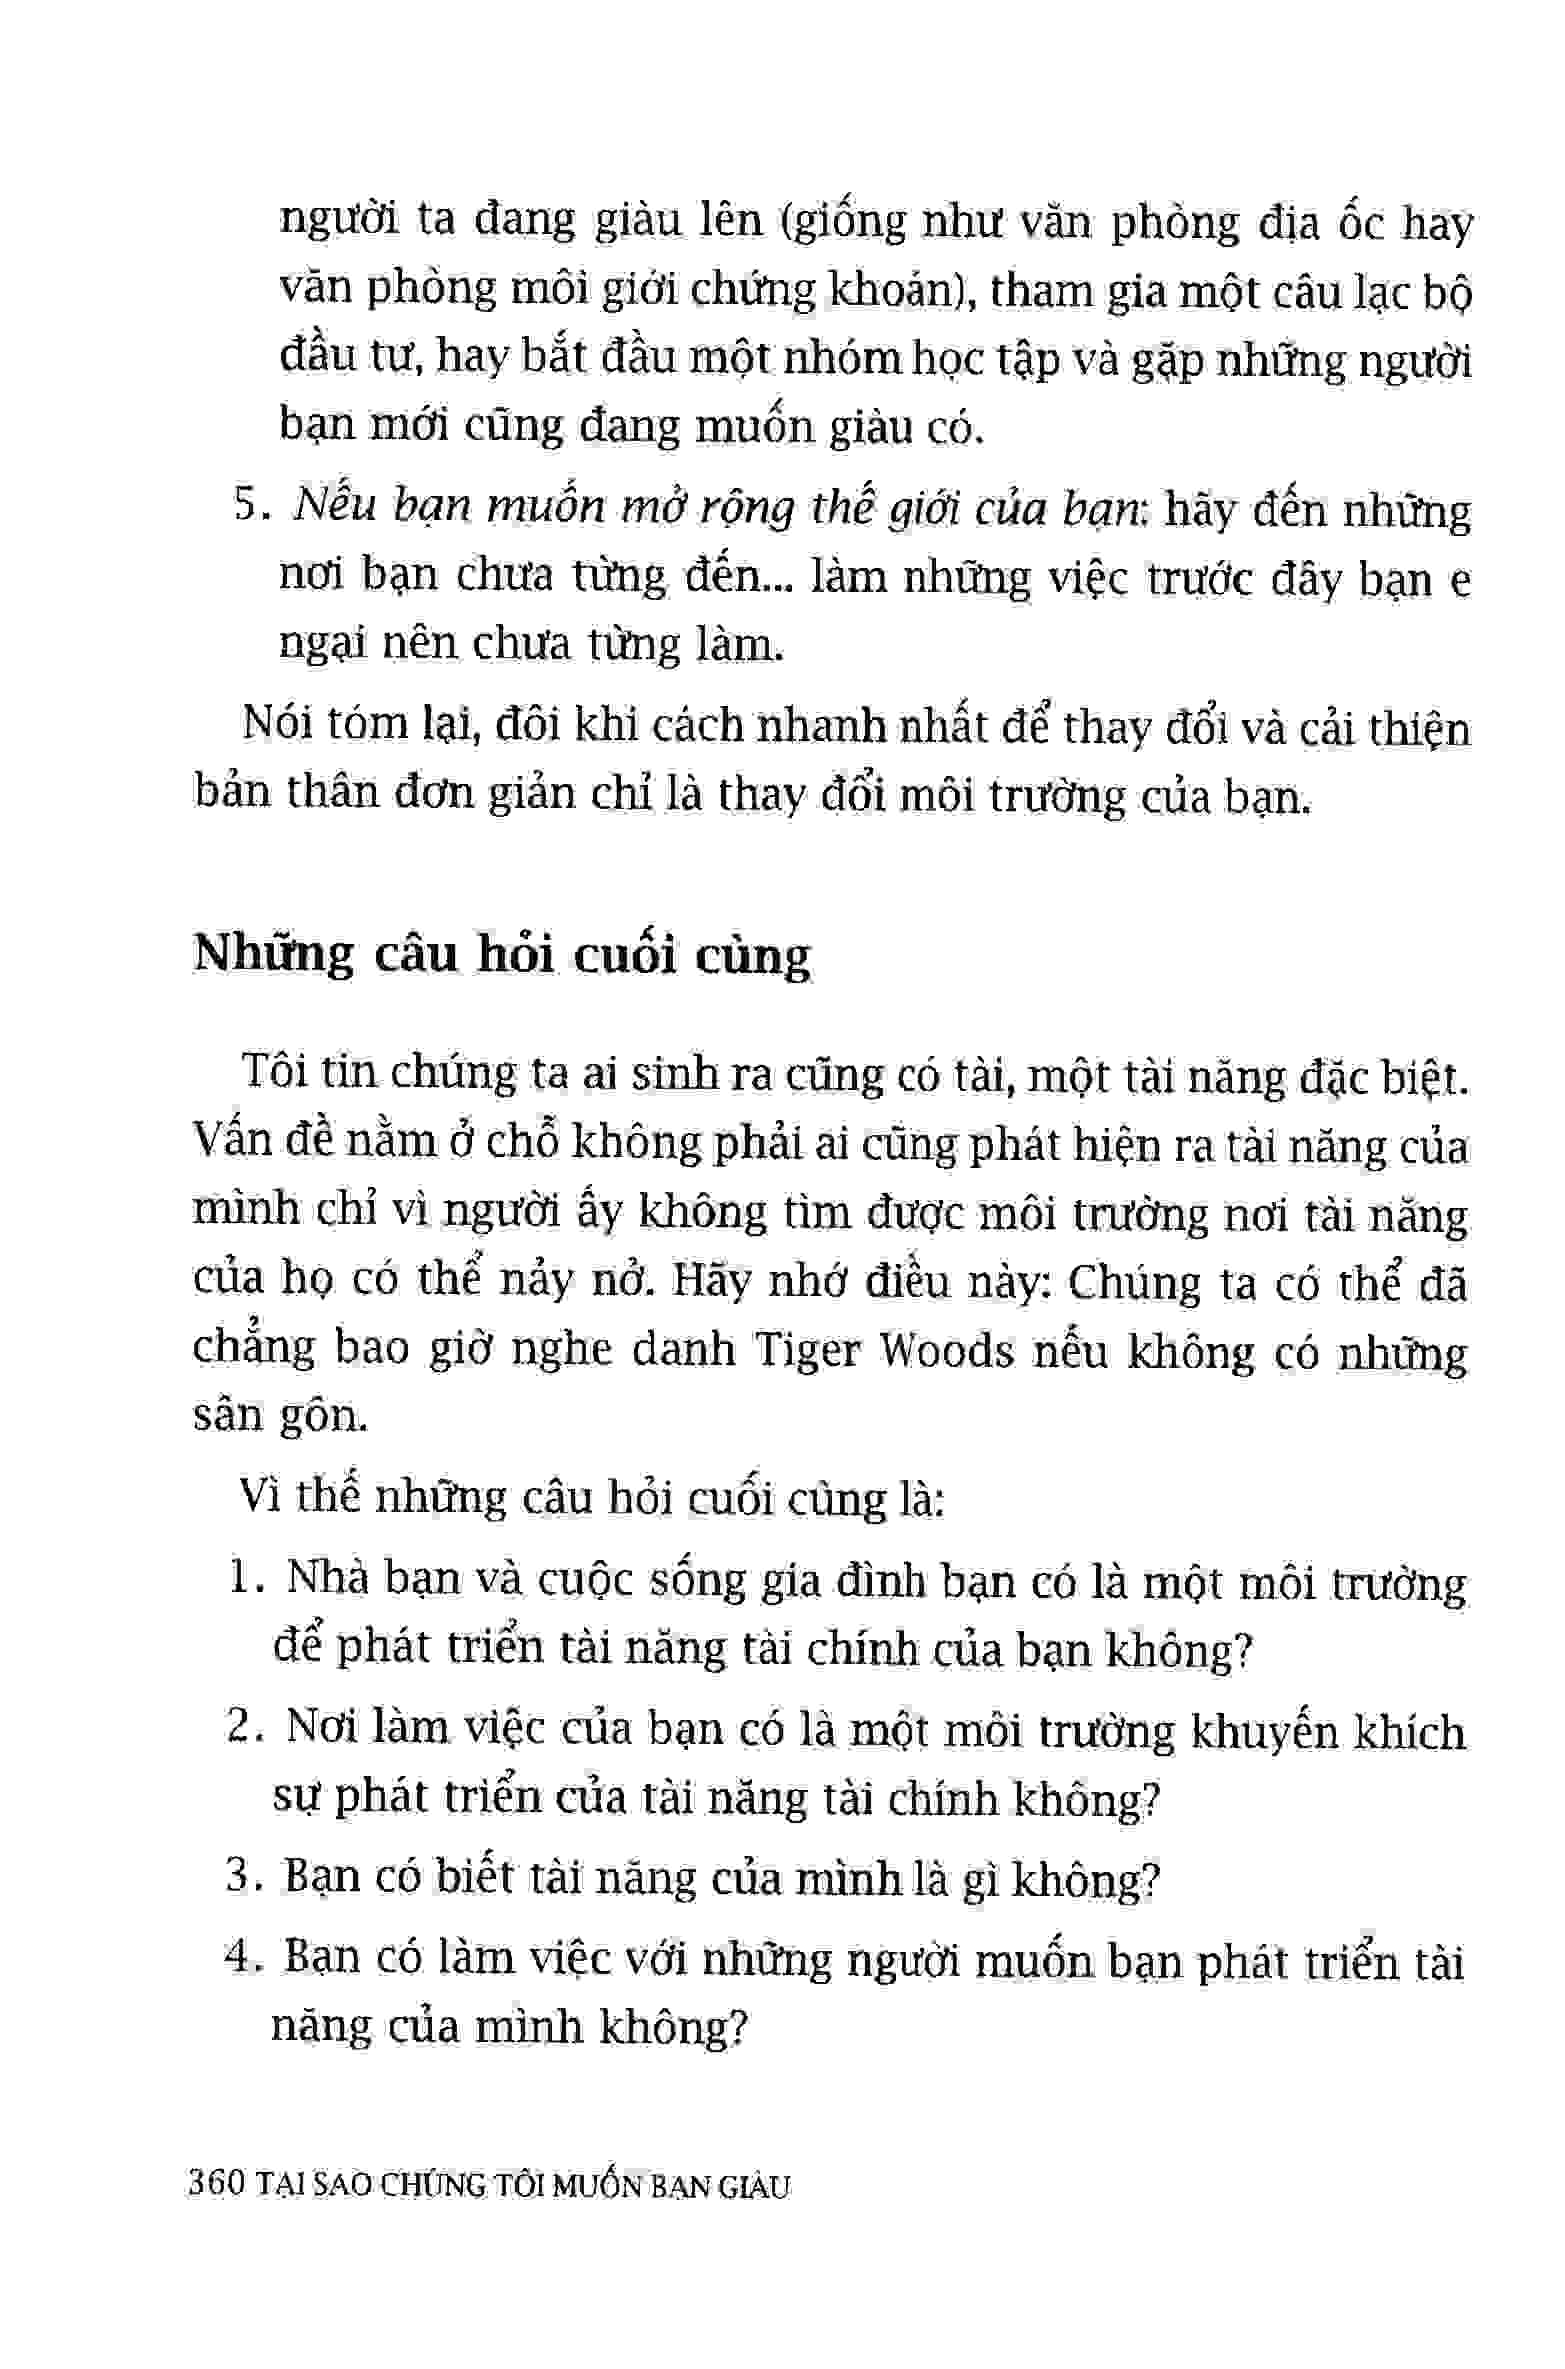 người ta đang giàu lên (giống như văn phòng địa ốc hay
văn phòng môi giới chứng khoán), tham gia một câu lạc bộ
đầu tư, hay bắt đầu một nhóm học tập và gặp những người
bạn mới cũng đang muốn giàu có.
5. Nếu bạn muốn mở rộng thế giới của bạn: hãy đến những
nơi bạn chưa từng đến... làm những việc trước đây bạn e
ngại nên chưa từng làm.
Nói tóm lại, đôi khi cách nhanh nhất để thay đổi và cải thiện
bản thân đơn giản chỉ là thay đổi môi trường của bạn.
Những câu hỏi cuối cùng
Tôi tin chúng ta ai sinh ra cũng có tài, một tài năng đặc biệt.
Vấn đề nằm ở chỗ không phải ai cũng phát hiện ra tài năng của
mình chỉ vì người ấy không tìm được môi trường nơi tài năng
của họ có thể nảy nở. Hãy nhớ điều này: Chúng ta có thể đã
chẳng bao giờ nghe danh Tiger Woods nếu không có những
sân gôn.
Vì thế những câu hỏi cuối cùng là:
1. Nhà bạn và cuộc sống gia đình bạn có là một môi trường
để phát triển tài năng tài chính của bạn không?
2. Nơi làm việc của bạn có là một môi trường khuyến khích
sự phát triển của tài năng tài chính không?
3. Bạn có biết tài năng của mình là gì không?
4. Bạn có làm việc với những người muốn bạn phát triển tài
năng của mình không?
360 TẠI SAO CHÚNG TÔI MUỐN BẠN GIÀU